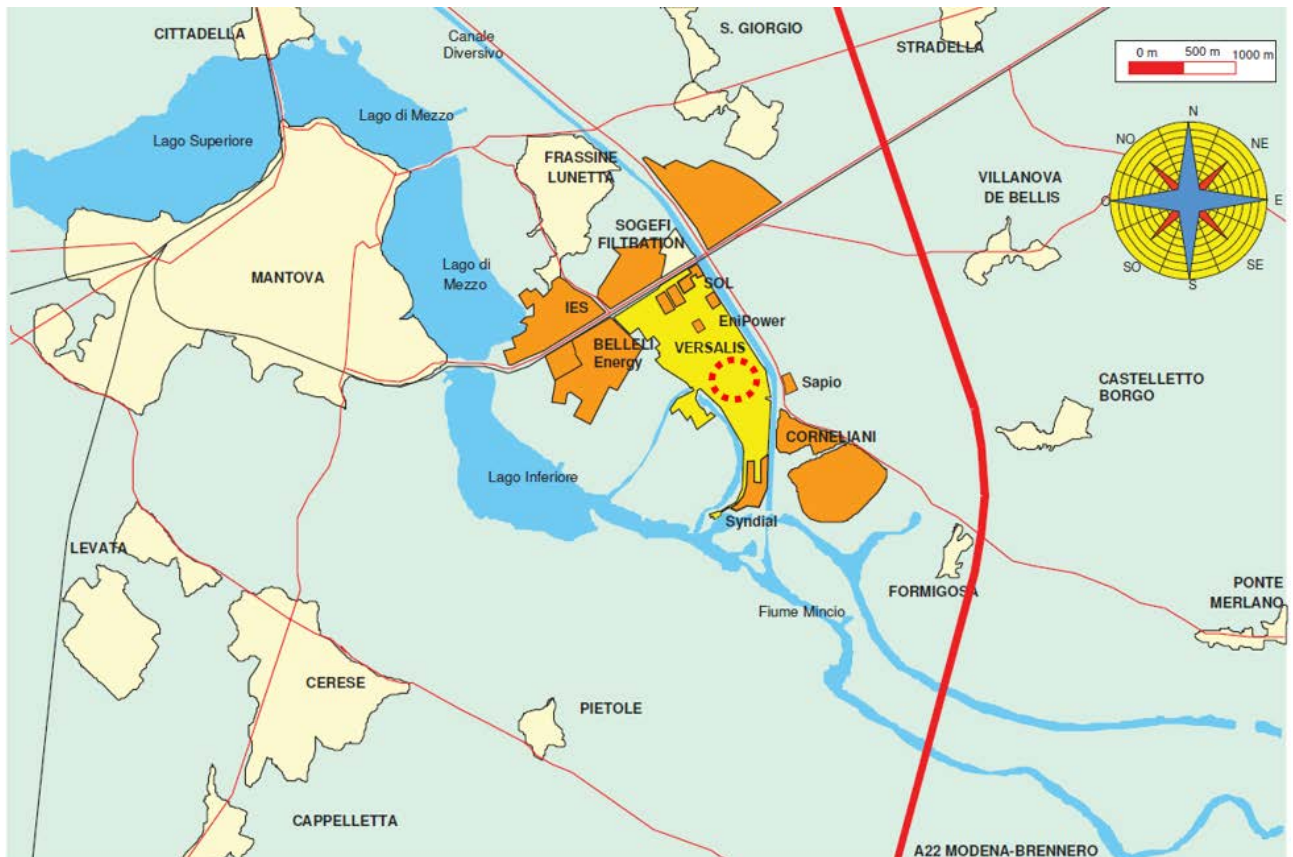 CITTADELLA
Canale
Diversivo
S. GIORGIO
STRADELLA
0 m 500 m 1000 m
N
NO
NE
O
E
SO
SE
S
Lago Superiore
Lago di Mezzo
FRASSINE
LUNETTA
VILLANOVA
DE BELLIS
SOGEFI
FILTRATION
MANTOVA
Lago di
Mezzo
SOL
IES
EniPower
BELLELI
Energy
VERSALIS
Sapio
CASTELLETTO
BORGO
CORNELIANI
Lago Inferiore
Syndial
LEVATA
FORMIGOSA
PONTE
MERLANO
Fiume Mincio
CERESE
PIETOLE
CAPPELLETTA
A22 MODENA-BRENNERO